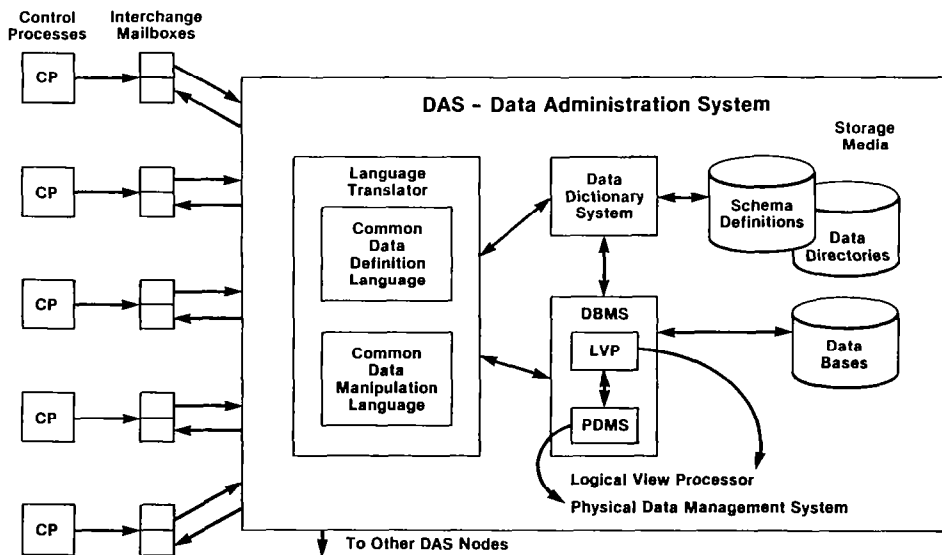 Control
Processes
Interchange
Mailboxes
CP
CP
CP
CP
CP
DAS - Data Administration System
Language
Translator
Common
Data
Definition
Language
Common
Data
Manipulation
Language
Data
Dictionary
System
DBMS
LVP
PDMS
Storage
Media
Schema
Definitions
Data
Directories
Data
Bases
Logical View Processor
Physical Data Management System
To Other DAS Nodes